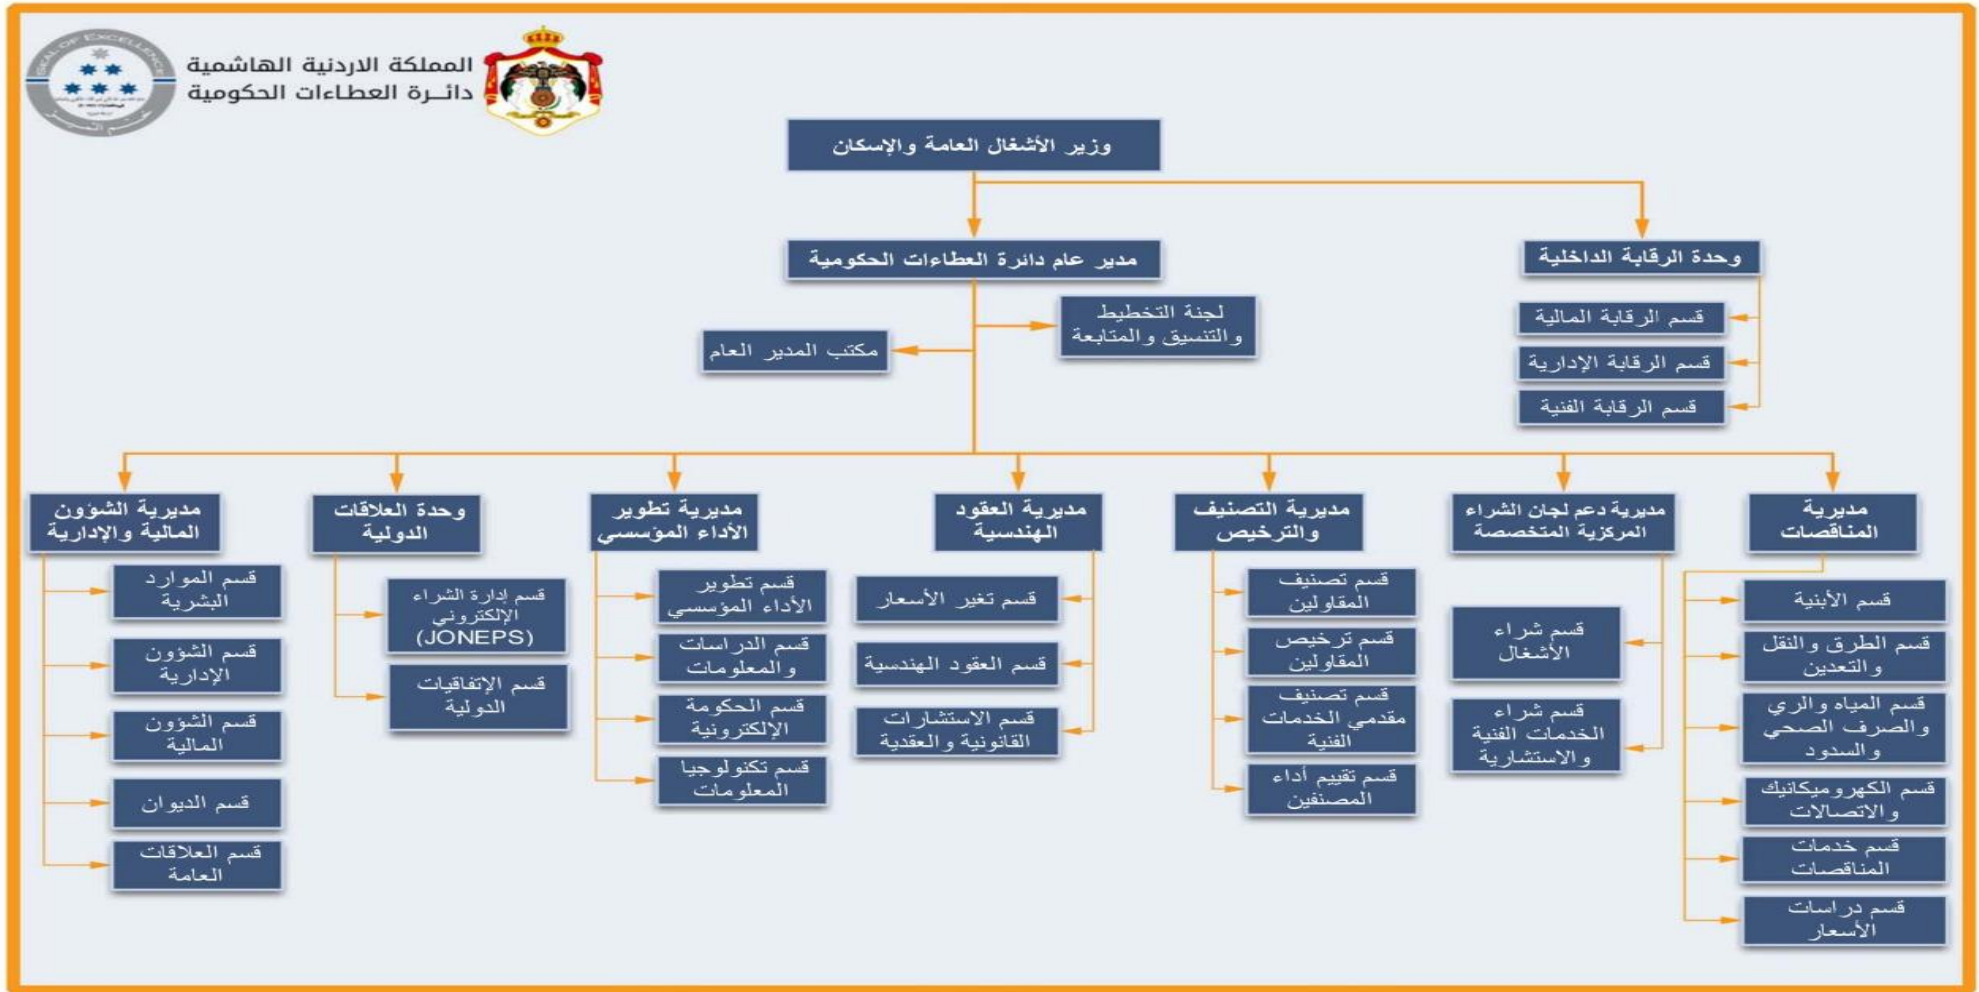 المملكة الاردنية الهاشمية
دائرة العطاءات الحكومية
SEAL OF EXCELLENCE
ختم التميز
وزير الأشغال العامة والإسكان
مدير عام دائرة العطاءات الحكومية
وحدة الرقابة الداخلية
قسم الرقابة المالية
قسم الرقابة الإدارية
قسم الرقابة الفنية
لجنة التخطيط
والتنسيق والمتابعة
مكتب المدير العام
مديرية
المناقصات
قسم الأبنية
قسم الطرق والنقل
والتعدين
قسم المياه والري
والصرف الصحي
والسدود
قسم الكهروميكانيك
والاتصالات
قسم خدمات
المناقصات
قسم دراسات
الأسعار
مديرية دعم لجان الشراء
المركزية المتخصصة
قسم شراء
الأشغال
قسم شراء
الخدمات الفنية
والاستشارية
مديرية التصنيف
والترخيص
قسم تصنيف
المقاولين
قسم ترخيص
المقاولين
قسم تصنيف
مقدمي الخدمات
الفنية
قسم تقييم أداء
المصنفين
مديرية العقود
الهندسية
قسم تغير الأسعار
قسم العقود الهندسية
قسم الاستشارات
القانونية والعقدية
مديرية تطوير
الأداء المؤسسي
قسم تطوير
الأداء المؤسسي
قسم الدراسات
والمعلومات
قسم الحكومة
الإلكترونية
قسم تكنولوجيا
المعلومات
وحدة العلاقات
الدولية
قسم إدارة الشراء
الإلكتروني
(JONEPS)
قسم الإتفاقيات
الدولية
مديرية الشؤون
المالية والإدارية
قسم الموارد
البشرية
قسم الشؤون
الإدارية
قسم الشؤون
المالية
قسم الديوان
قسم العلاقات
العامة